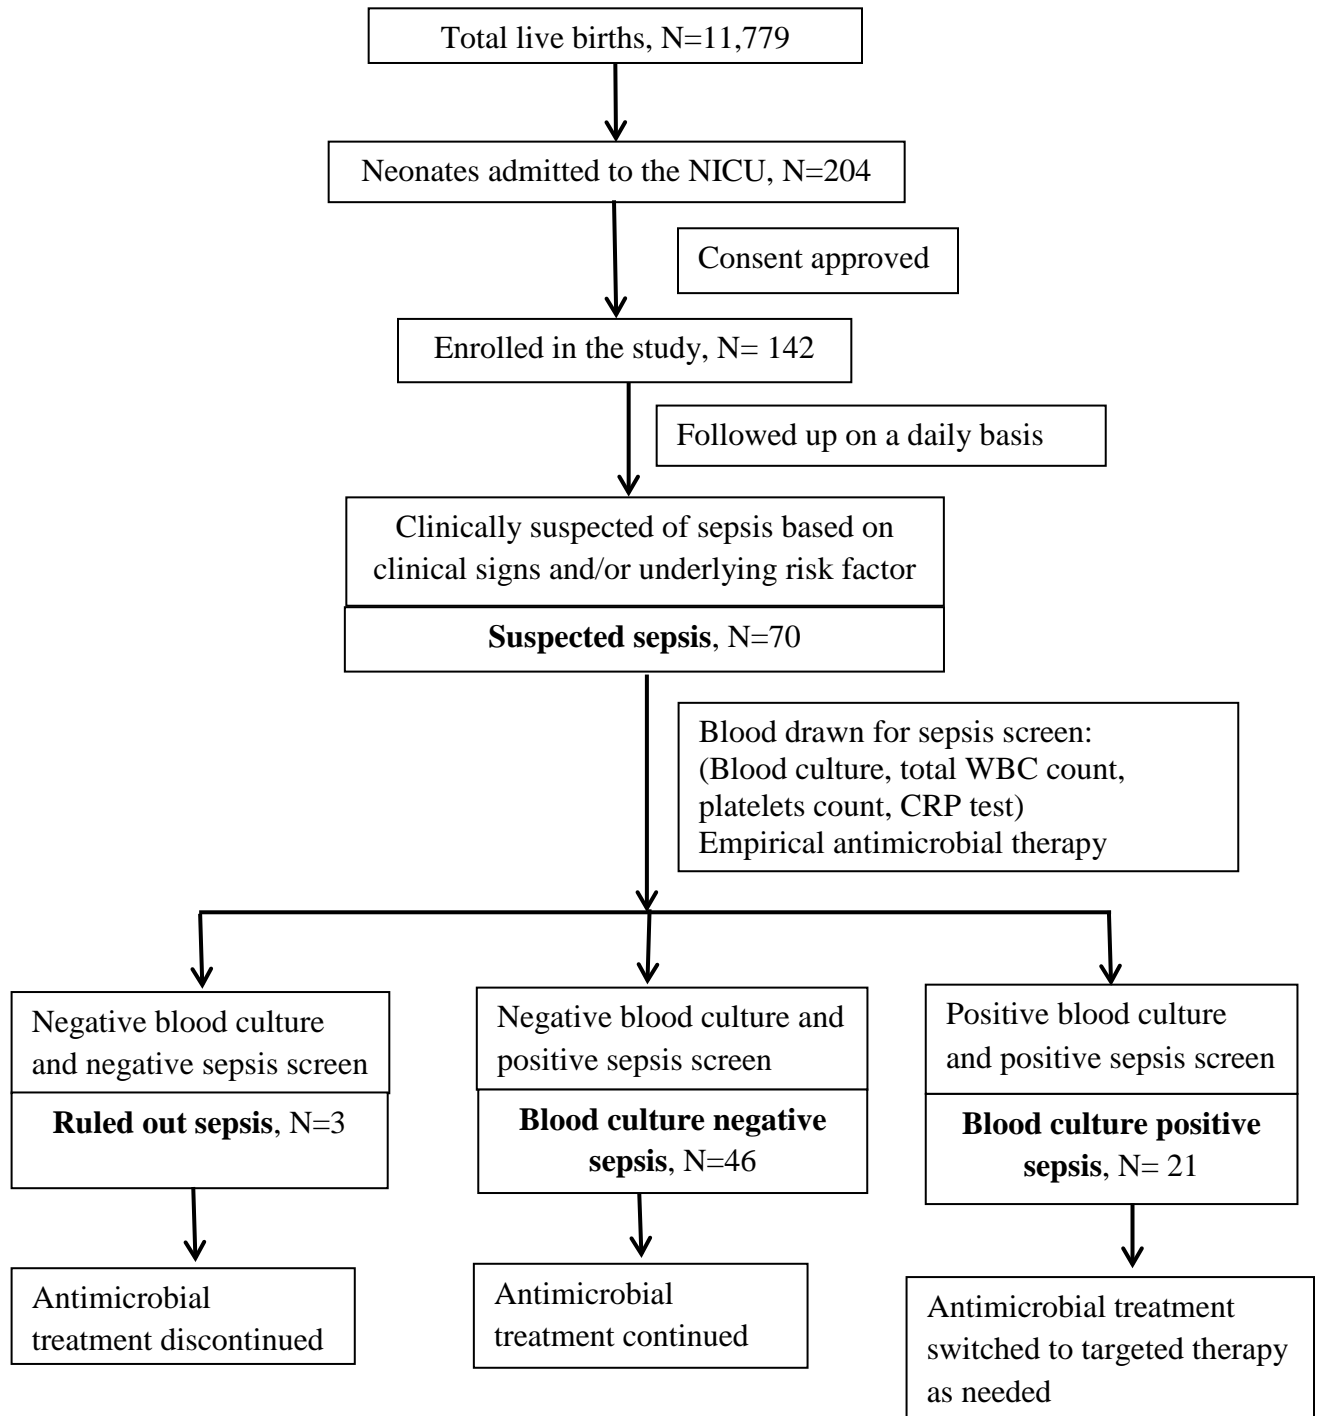 Total live births, N=11,779
Neonates admitted to the NICU, N=204
Consent approved
Enrolled in the study, N= 142
Followed up on a daily basis
Clinically suspected of sepsis based on
clinical signs and/or underlying risk factor
Suspected sepsis, N=70
Blood drawn for sepsis screen:
(Blood culture, total WBC count,
platelets count, CRP test)
Empirical antimicrobial therapy
Negative blood culture
and negative sepsis screen
Ruled out sepsis, N=3
Negative blood culture and
positive sepsis screen
Blood culture negative
sepsis, N=46
Positive blood culture
and positive sepsis screen
Blood culture positive
sepsis, N= 21
Antimicrobial
treatment discontinued
Antimicrobial
treatment continued
Antimicrobial treatment
switched to targeted therapy
as needed